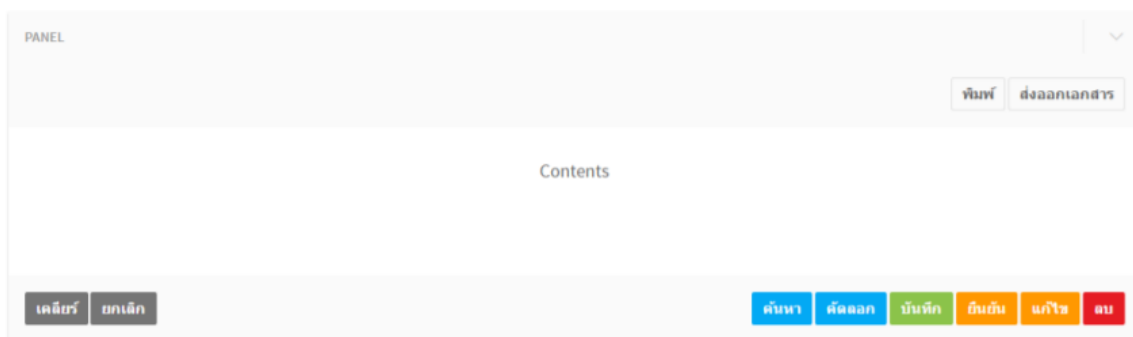 PANEL
พิมพ์ ส่งออกเอกสาร
Contents
เคลียร์ ยกเลิก ค้นหา คัดลอก บันทึก ยืนยัน แก้ไข ลบ